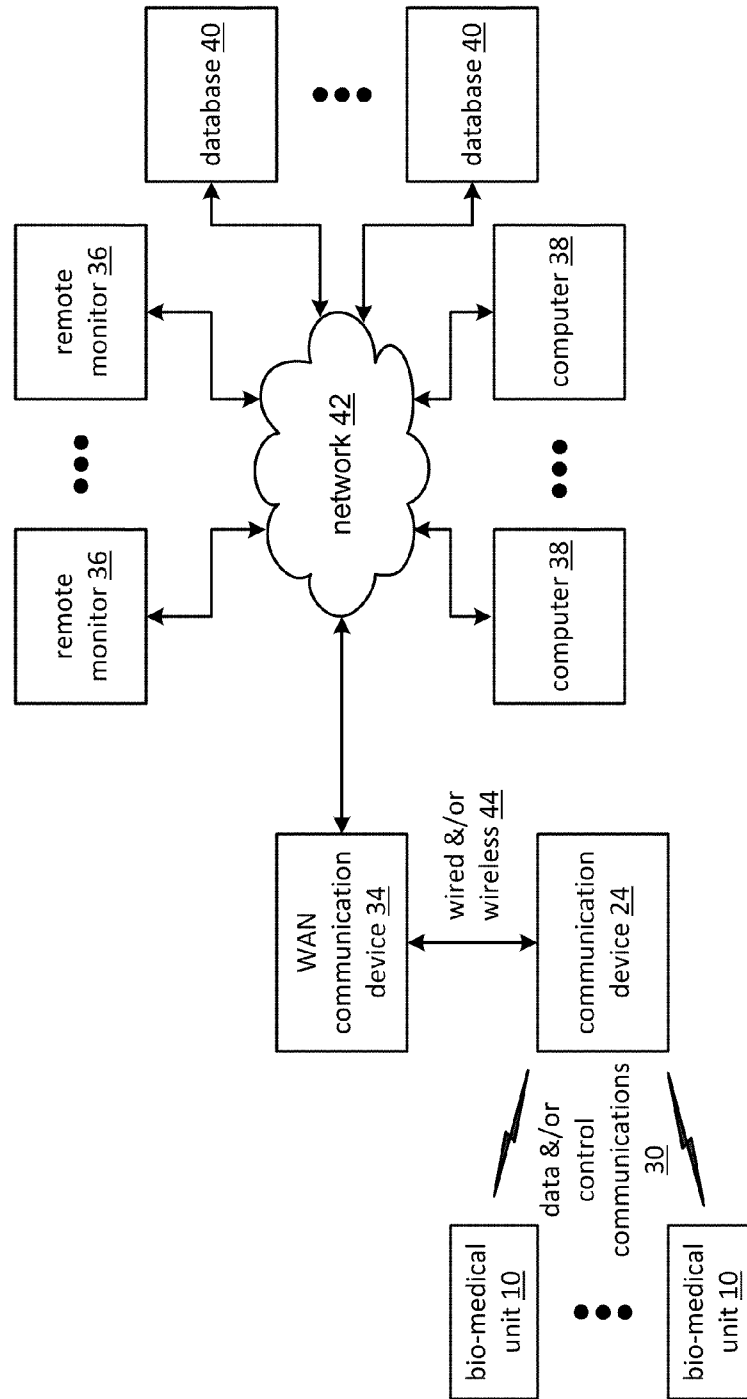 remote
monitor 36
remote
monitor 36
database 40
network 42
database 40
WAN
communication
device 34
wired &/or
wireless 44
computer 38
computer 38
bio-medical
unit 10
data &/or
control
communications
30
communication
device 24
bio-medical
unit 10